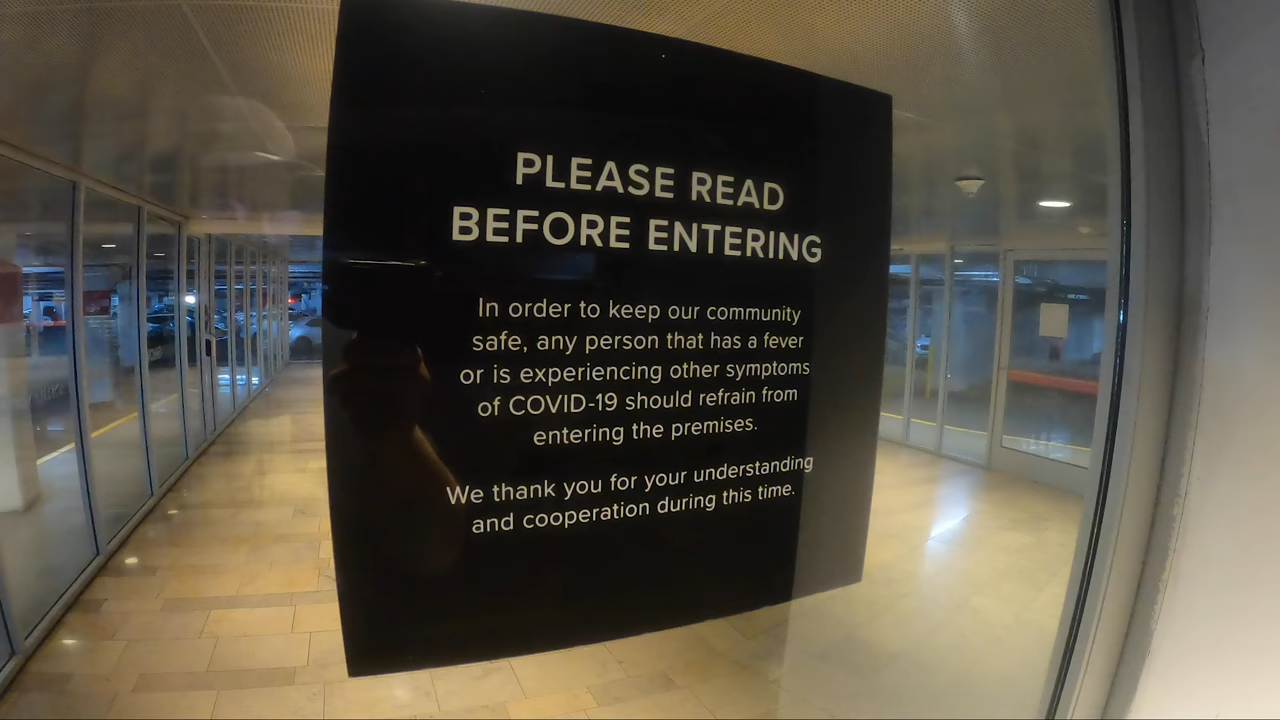 PLEASE READ
BEFORE ENTERING
In order to keep our community
safe, any person that has a fever
or is experiencing other symptoms
of COVID-19 should refrain from
entering the premises.
We thank you for your understanding
and cooperation during this time.